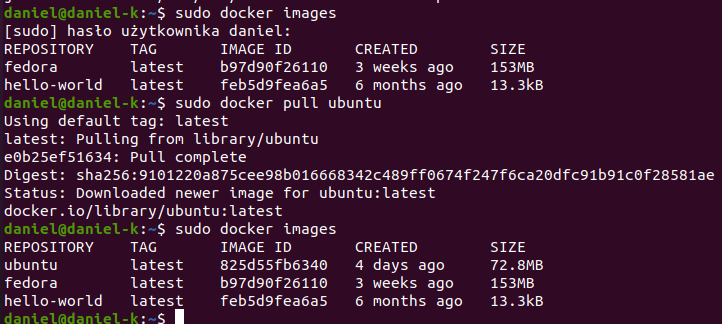 daniel@daniel-k:~$ sudo docker images
[sudo] hasło użytkownika daniel:
REPOSITORY TAG IMAGE ID CREATED SIZE
fedora latest b97d90f26110 3 weeks ago 153MB
hello-world latest feb5d9fea6a5 6 months ago 13.3kB
daniel@daniel-k:~$ sudo docker pull ubuntu
Using default tag: latest
latest: Pulling from library/ubuntu
e0b25ef51634: Pull complete
Digest: sha256:9101220a875cee98b016668342c489ff0674f247f6ca20dfc91b91c0f28581ae
Status: Downloaded newer image for ubuntu:latest
docker.io/library/ubuntu:latest
daniel@daniel-k:~$ sudo docker images
REPOSITORY TAG IMAGE ID CREATED SIZE
ubuntu latest 825d55fb6340 4 days ago 72.8MB
fedora latest b97d90f26110 3 weeks ago 153MB
hello-world latest feb5d9fea6a5 6 months ago 13.3kB
daniel@daniel-k:~$